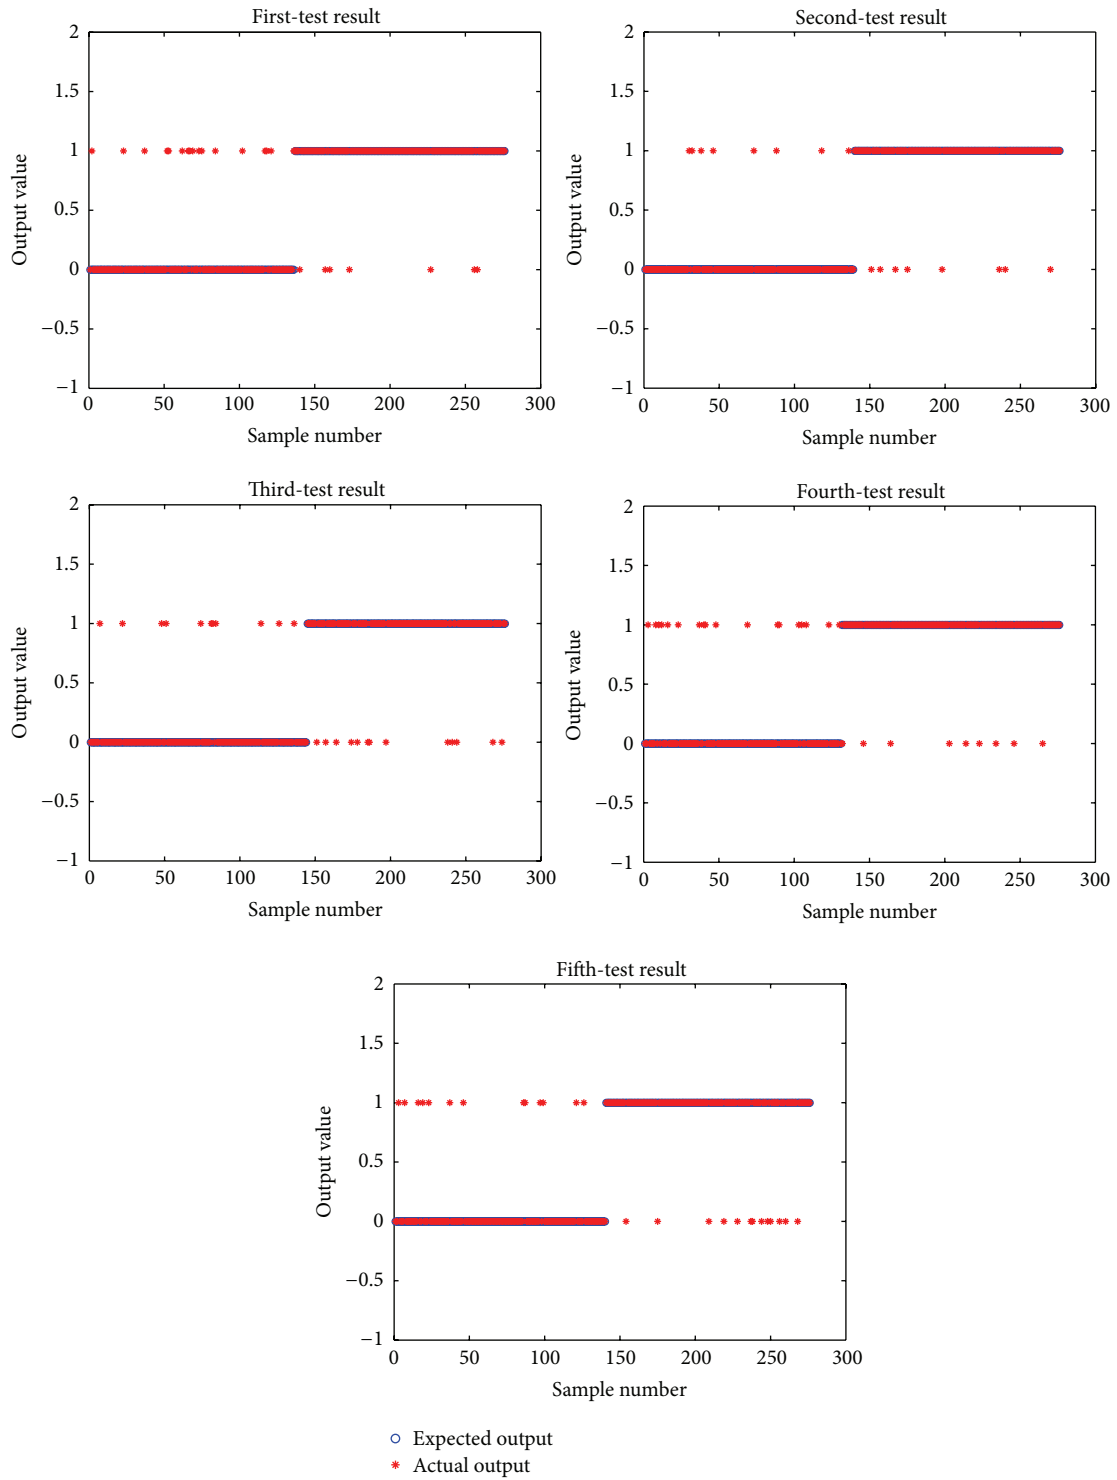 First-test result
2
1.5
1
0.5
0
−0.5
−1
0 50 100 150 200 250 300
Output value
Sample number
Second-test result
2
1.5
1
0.5
0
−0.5
−1
0 50 100 150 200 250 300
Output value
Sample number
Third-test result
2
1.5
1
0.5
0
−0.5
−1
0 50 100 150 200 250 300
Output value
Sample number
Fourth-test result
2
1.5
1
0.5
0
−0.5
−1
0 50 100 150 200 250 300
Output value
Sample number
Fifth-test result
2
1.5
1
0.5
0
−0.5
−1
0 50 100 150 200 250 300
Output value
Sample number
Expected output
Actual output